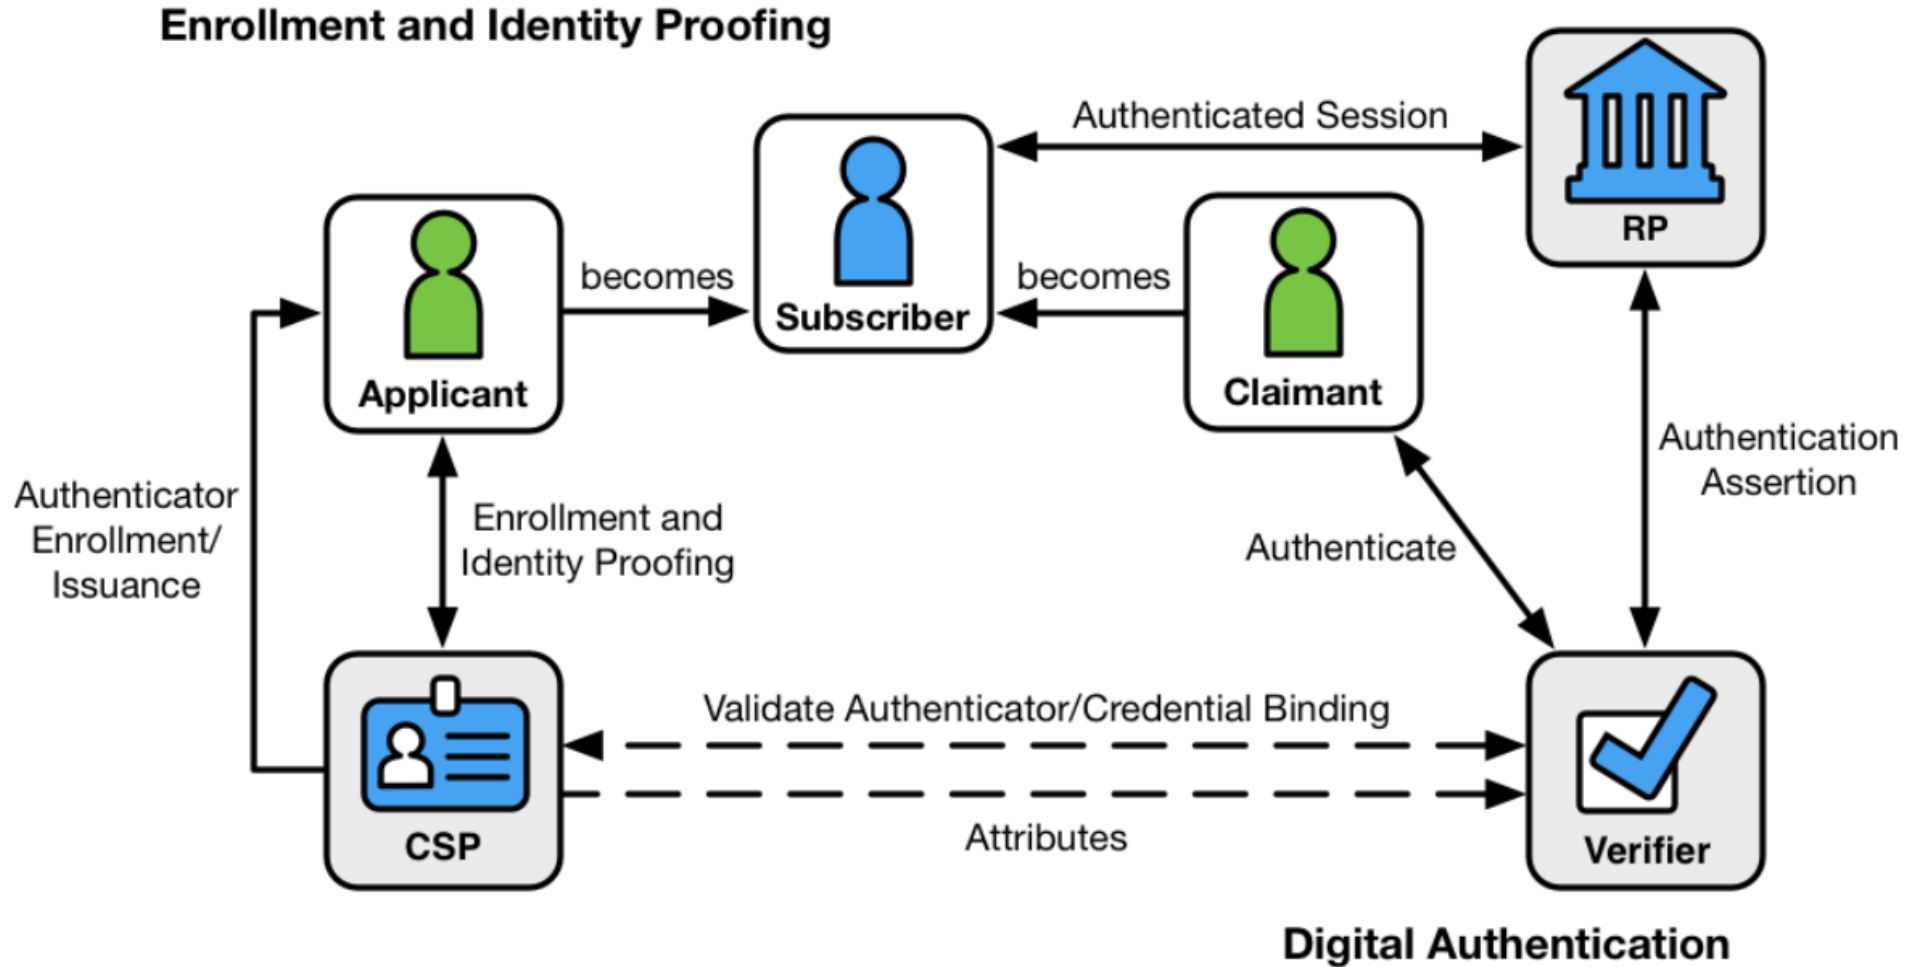 Enrollment and Identity Proofing
Authenticated Session
RP
becomes
Subscriber
becomes
Applicant
Claimant
Authenticator
Enrollment/
Issuance
Enrollment and
Identity Proofing
Authenticate
Authentication
Assertion
Validate Authenticator/Credential Binding
Attributes
CSP
Verifier
Digital Authentication